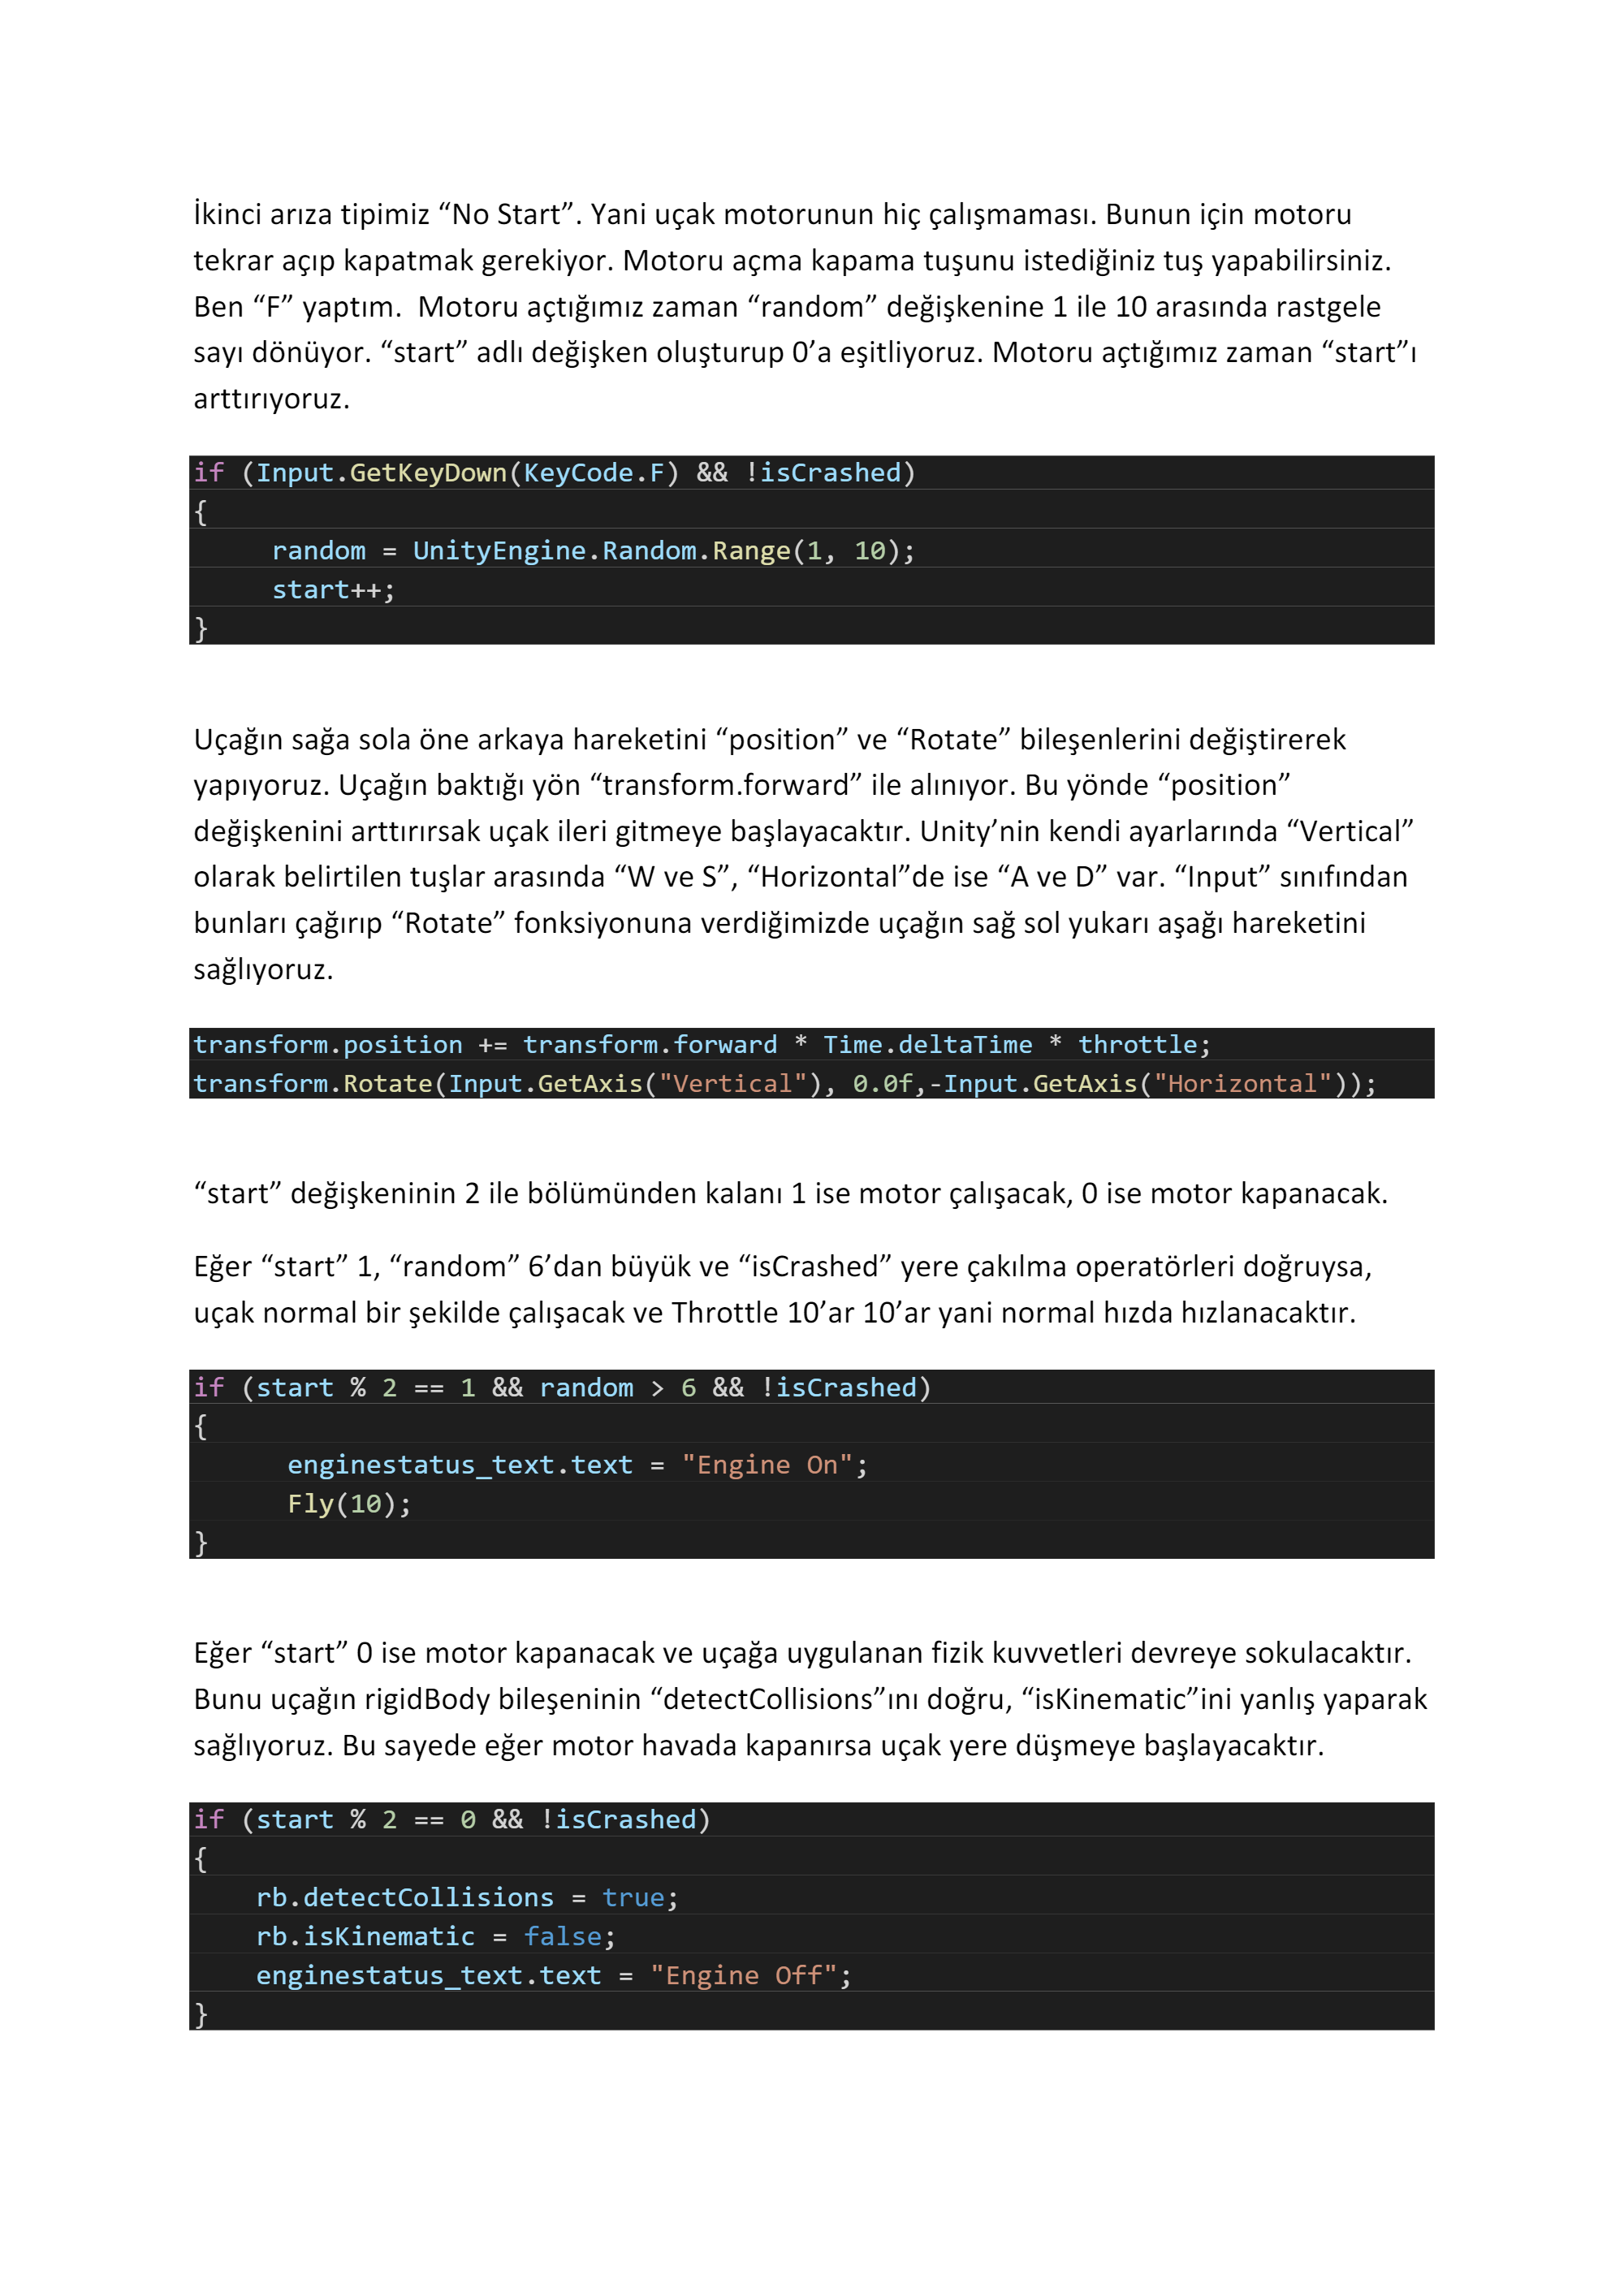 İkinci arıza tipimiz “No Start”. Yani uçak motorunun hiç çalışmaması. Bunun için motoru
tekrar açıp kapatmak gerekiyor. Motoru açma kapama tuşunu istediğiniz tuş yapabilirsiniz.
Ben “F” yaptım.  Motoru açtığımız zaman “random” değişkenine 1 ile 10 arasında rastgele
sayı dönüyor. “start” adlı değişken oluşturup 0’a eşitliyoruz. Motoru açtığımız zaman “start”ı
arttırıyoruz.
if (Input.GetKeyDown(KeyCode.F) && !isCrashed)
{
     random = UnityEngine.Random.Range(1, 10);
     start++;
}
Uçağın sağa sola öne arkaya hareketini “position” ve “Rotate” bileşenlerini değiştirerek
yapıyoruz. Uçağın baktığı yön “transform.forward” ile alınıyor. Bu yönde “position”
değişkenini arttırırsak uçak ileri gitmeye başlayacaktır. Unity’nin kendi ayarlarında “Vertical”
olarak belirtilen tuşlar arasında “W ve S”, “Horizontal”de ise “A ve D” var. “Input” sınıfından
bunları çağırıp “Rotate” fonksiyonuna verdiğimizde uçağın sağ sol yukarı aşağı hareketini
sağlıyoruz.
transform.position += transform.forward * Time.deltaTime * throttle;
transform.Rotate(Input.GetAxis("Vertical"), 0.0f,-Input.GetAxis("Horizontal"));
“start” değişkeninin 2 ile bölümünden kalanı 1 ise motor çalışacak, 0 ise motor kapanacak.
Eğer “start” 1, “random” 6’dan büyük ve “isCrashed” yere çakılma operatörleri doğruysa,
uçak normal bir şekilde çalışacak ve Throttle 10’ar 10’ar yani normal hızda hızlanacaktır.
if (start % 2 == 1 && random > 6 && !isCrashed)
{
      enginestatus_text.text = "Engine On";
      Fly(10);
}
Eğer “start” 0 ise motor kapanacak ve uçağa uygulanan fizik kuvvetleri devreye sokulacaktır.
Bunu uçağın rigidBody bileşeninin “detectCollisions”ını doğru, “isKinematic”ini yanlış yaparak
sağlıyoruz. Bu sayede eğer motor havada kapanırsa uçak yere düşmeye başlayacaktır.
if (start % 2 == 0 && !isCrashed)
{
    rb.detectCollisions = true;
    rb.isKinematic = false;
    enginestatus_text.text = "Engine Off";
}